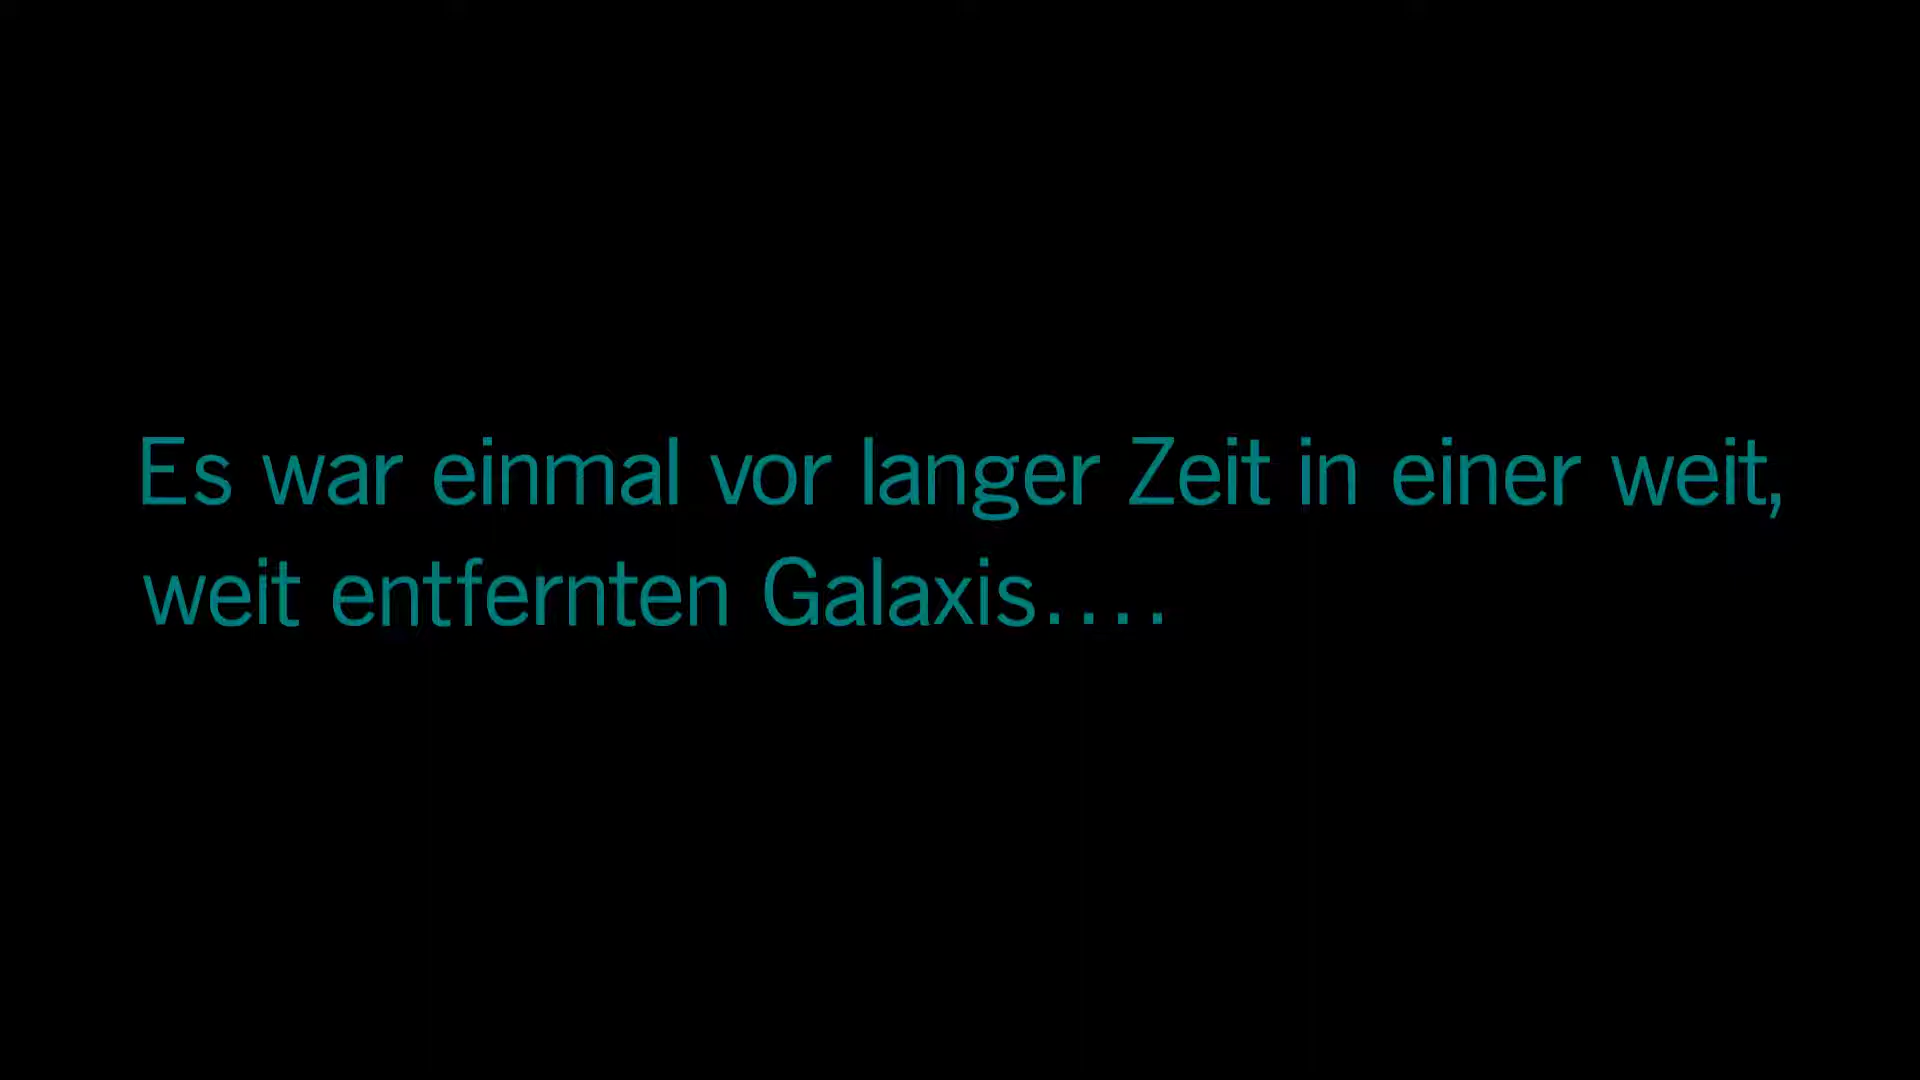 Es war einmal vor langer Zeit in einer weit,
weit entfernten Galaxis....